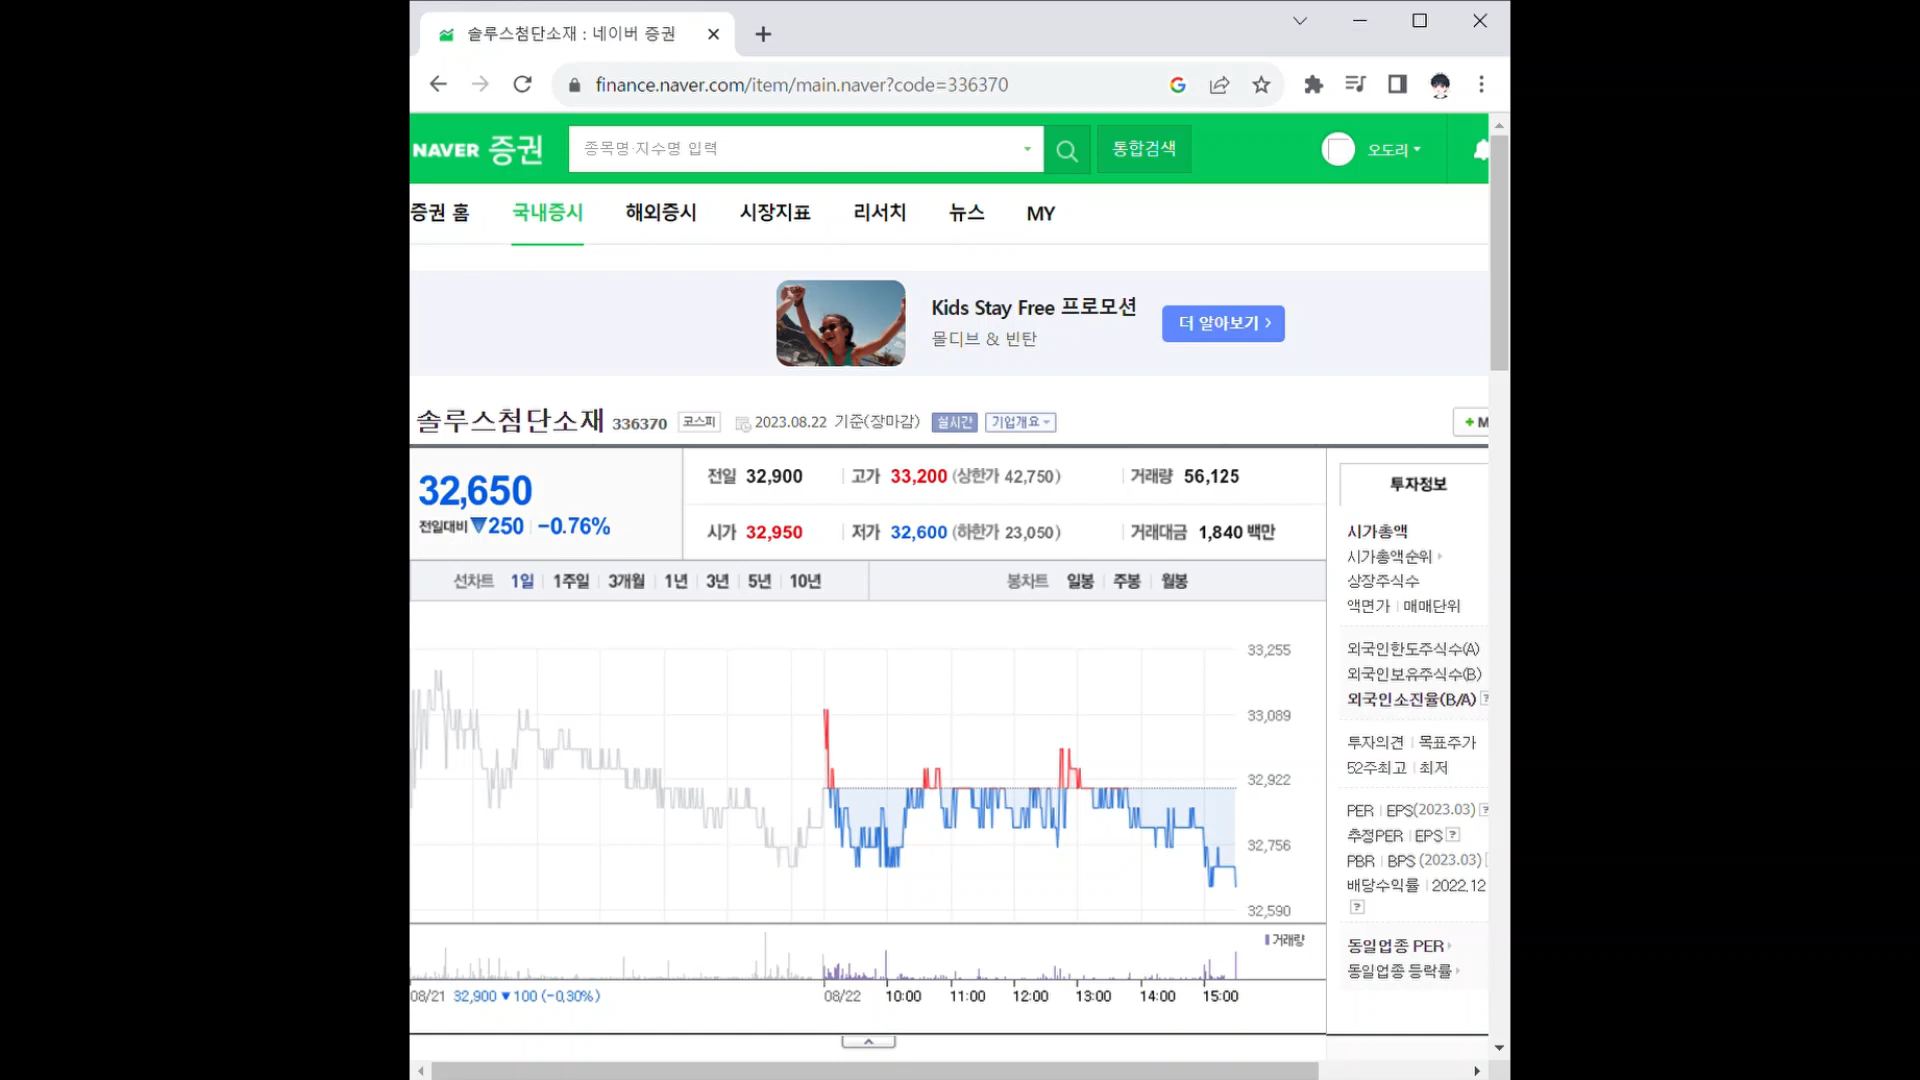 솔루스첨단소재 : 네이버 증권
finance.naver.com/item/main.naver?code=336370
NAVER 증권 종목명·지수명 입력 통합검색 오도리
증권 홈 국내증시 해외증시 시장지표 리서치 뉴스 MY
Kids Stay Free 프로모션
몰디브 & 빈탄
더 알아보기
솔루스첨단소재 336370 코스피 2023.08.22 기준(장마감) 실시간 기업개요
+ M
32,650
전일대비 ▼250 -0.76%
전일 32,900 고가 33,200 (상한가 42,750) 거래량 56,125
시가 32,950 저가 32,600 (하한가 23,050) 거래대금 1,840 백만
선차트 1일 1주일 3개월 1년 3년 5년 10년 봉차트 일봉 주봉 월봉
33,255
33,089
32,922
32,756
32,590
거래량
08/21 32,900 ▼100 (-0.30%) 08/22 10:00 11:00 12:00 13:00 14:00 15:00
투자정보
시가총액
시가총액순위
상장주식수
액면가 | 매매단위
외국인한도주식수(A)
외국인보유주식수(B)
외국인소진율(B/A) ?
투자의견 | 목표주가
52주최고 | 최저
PER | EPS(2023.03) ?
추정PER | EPS ?
PBR | BPS (2023.03)
배당수익률 | 2022.12
?
동일업종 PER
동일업종 등락률